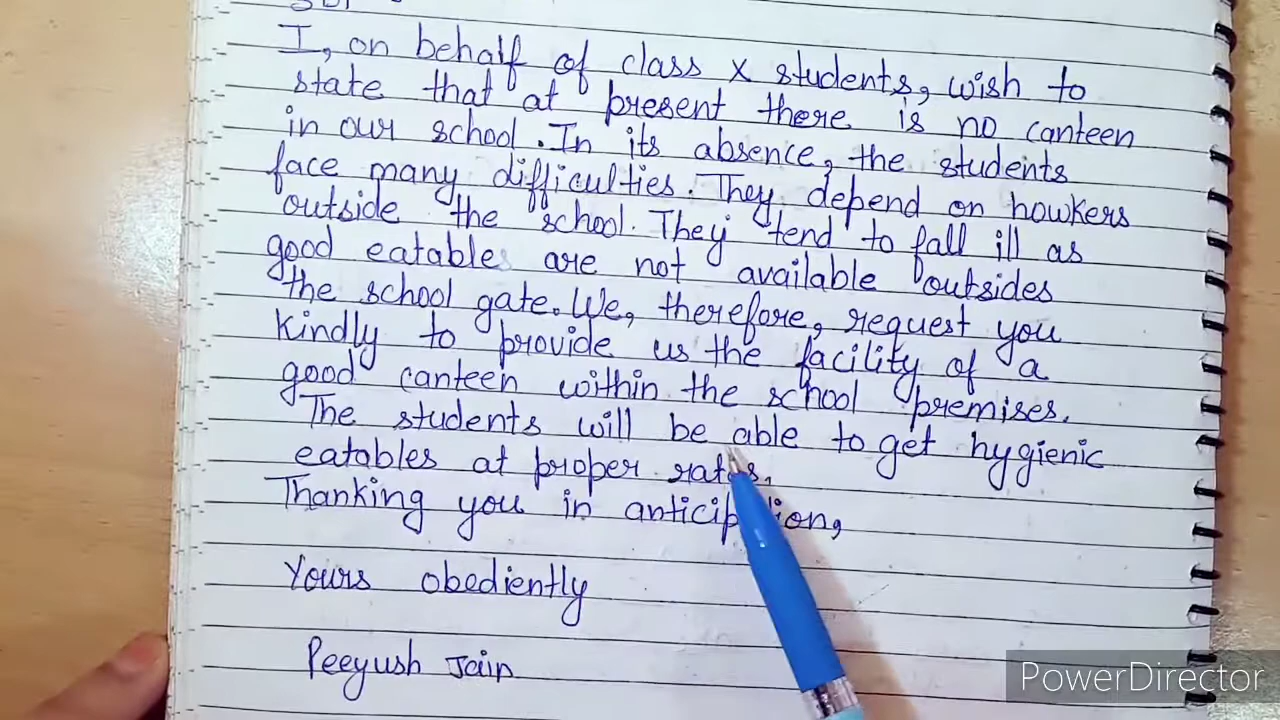 I, on behalf of class X students, wish to
state that at present there is no canteen
in our school. In its absence, the students
face many difficulties. They depend on howkers
outside the school. They tend to fall ill as
good eatables are not available outsides
the school gate. We, therefore, request you
kindly to provide us the facility of a
good canteen within the school premises.
The students will be able to get hygienic
eatables at proper rates.
Thanking you in anticipation,
Yours obediently
Peeyush Jain
PowerDirector